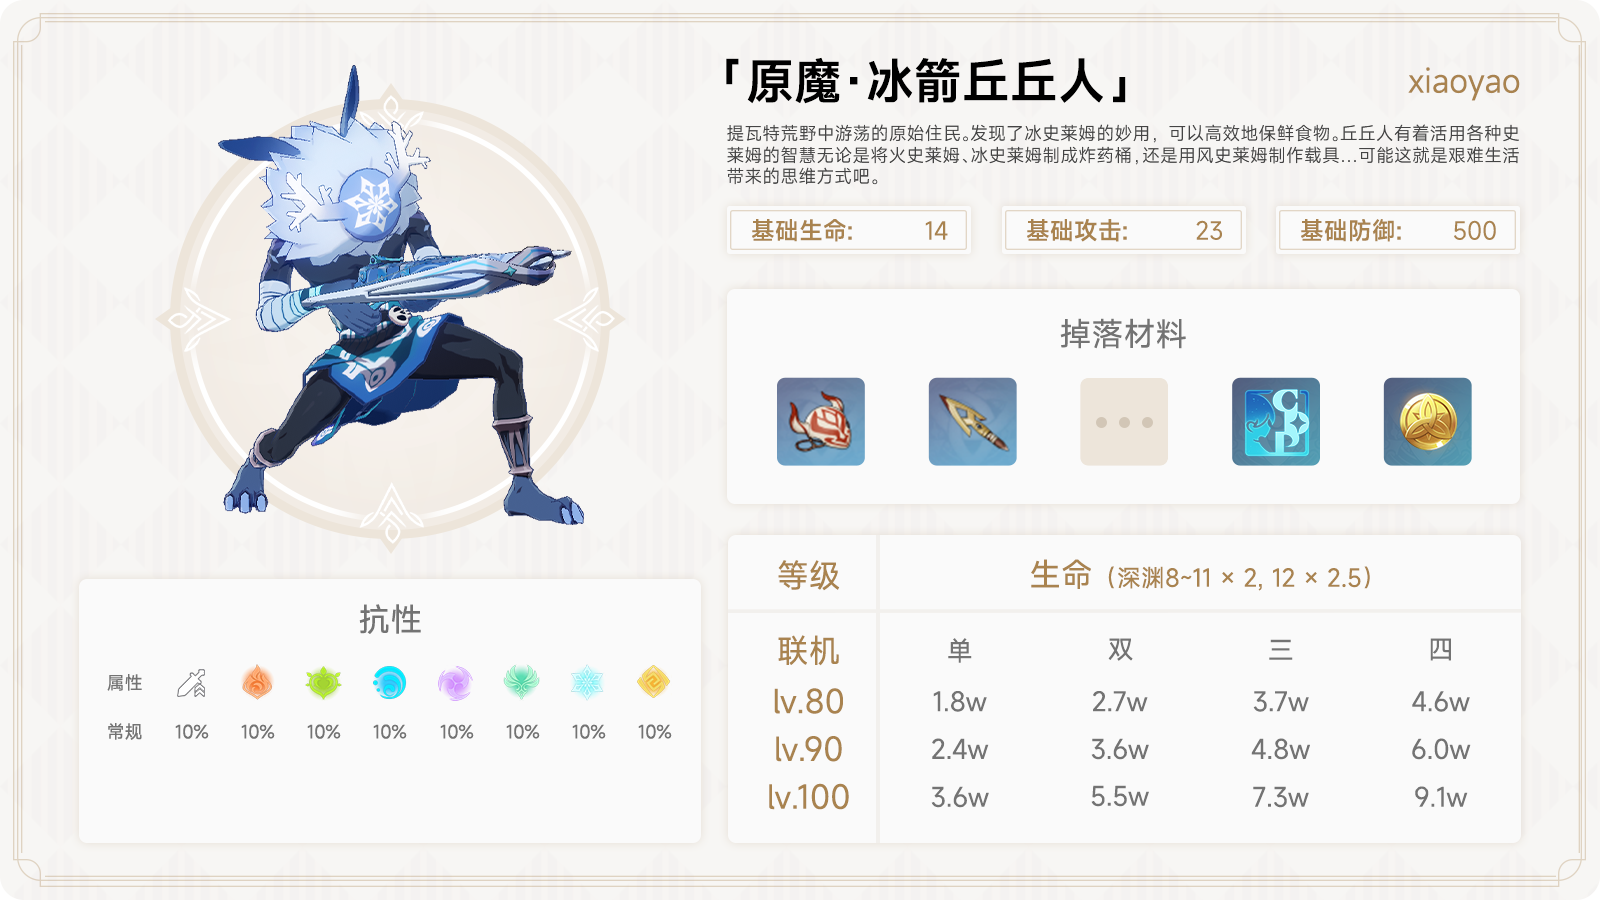 「原魔·冰箭丘丘人」
xiaoyao
提瓦特荒野中游荡的原始住民。发现了冰史莱姆的妙用，可以高效地保鲜食物。丘丘人有着活用各种史
莱姆的智慧无论是将火史莱姆、冰史莱姆制成炸药桶,还是用风史莱姆制作载具...可能这就是艰难生活
带来的思维方式吧。
基础生命: 14
基础攻击: 23
基础防御: 500
掉落材料
抗性
属性
常规 10% 10% 10% 10% 10% 10% 10% 10%
等级 生命（深渊8~11 × 2, 12 × 2.5）
联机 单 双 三 四
lv.80 1.8w 2.7w 3.7w 4.6w
lv.90 2.4w 3.6w 4.8w 6.0w
lv.100 3.6w 5.5w 7.3w 9.1w